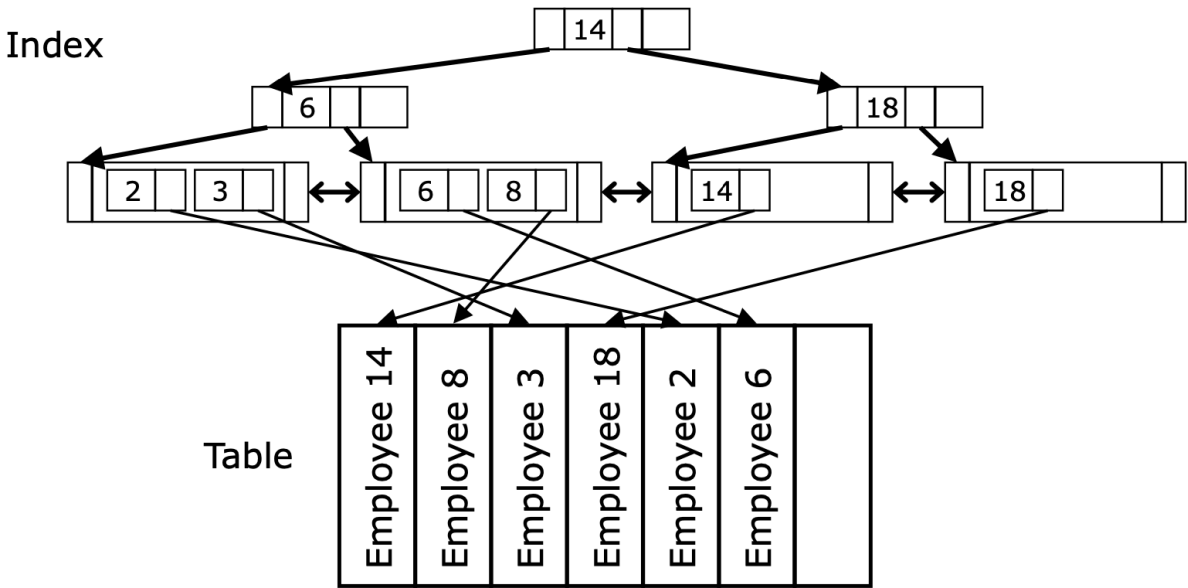 Index
14
6
18
2 3 6 8 14 18
Table
Employee 14
Employee 8
Employee 3
Employee 18
Employee 2
Employee 6